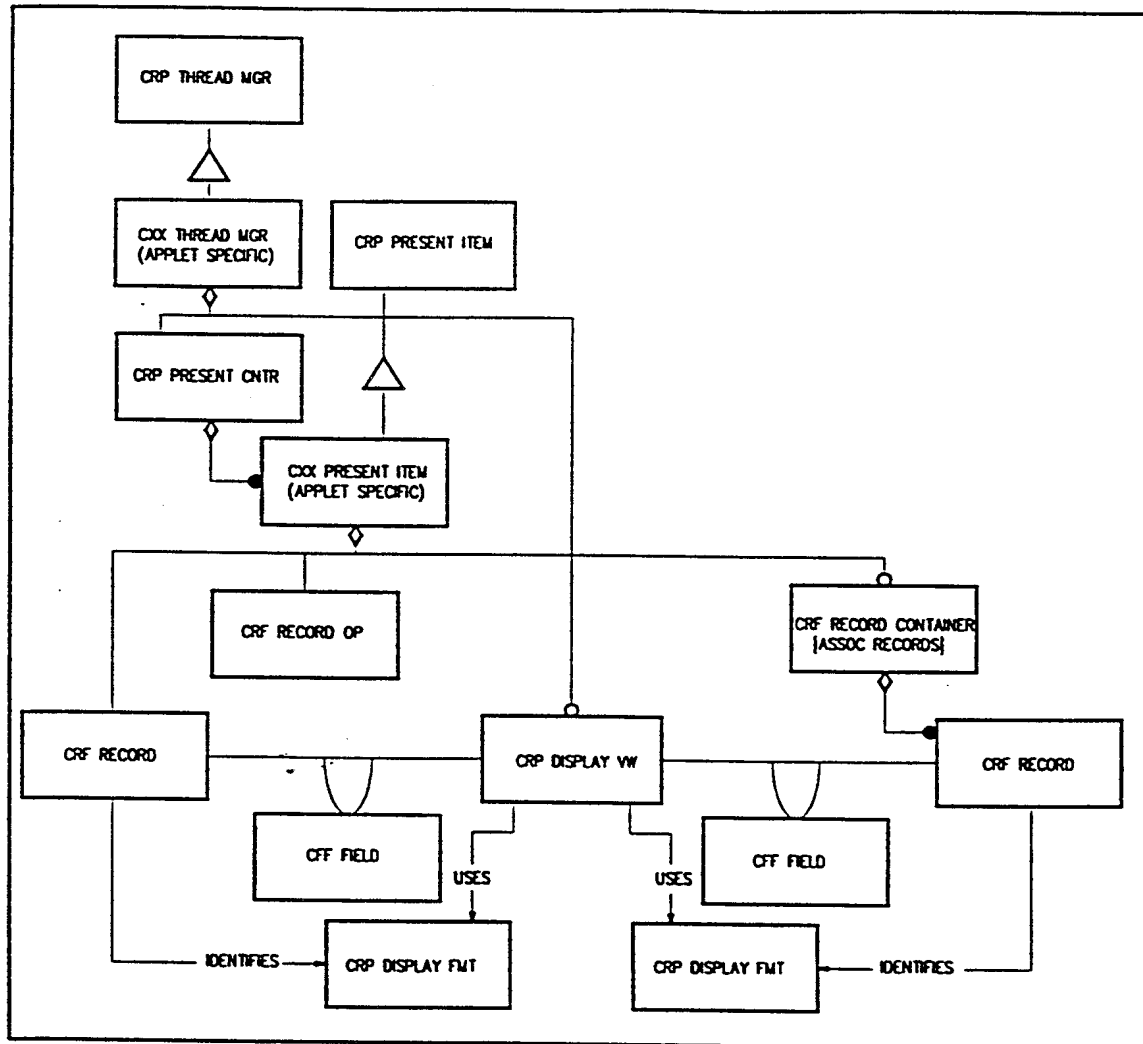 CRP THREAD MGR
CXX THREAD MGR
(APPLET SPECIFIC)
CRP PRESENT ITEM
CRP PRESENT CNTR
CXX PRESENT ITEM
(APPLET SPECIFIC)
CRF RECORD OP
CRF RECORD CONTAINER
{ASSOC RECORDS}
CRF RECORD
CRP DISPLAY VW
CRF RECORD
CFF FIELD
CFF FIELD
USES
USES
IDENTIFIES
CRP DISPLAY FMT
CRP DISPLAY FMT
IDENTIFIES